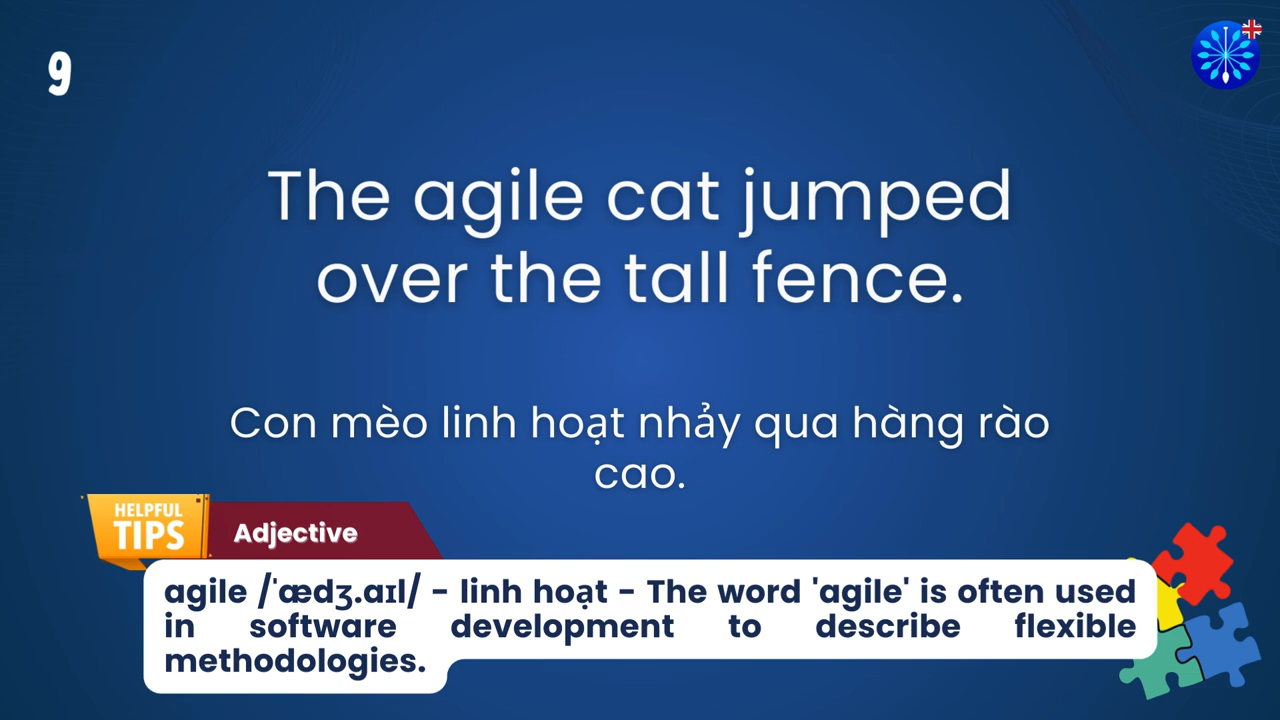 9
The agile cat jumped
over the tall fence.
Con mèo linh hoạt nhảy qua hàng rào
cao.
HELPFUL
TIPS
Adjective
agile /ˈædʒ.aɪl/ - linh hoạt - The word 'agile' is often used
in software development to describe flexible
methodologies.